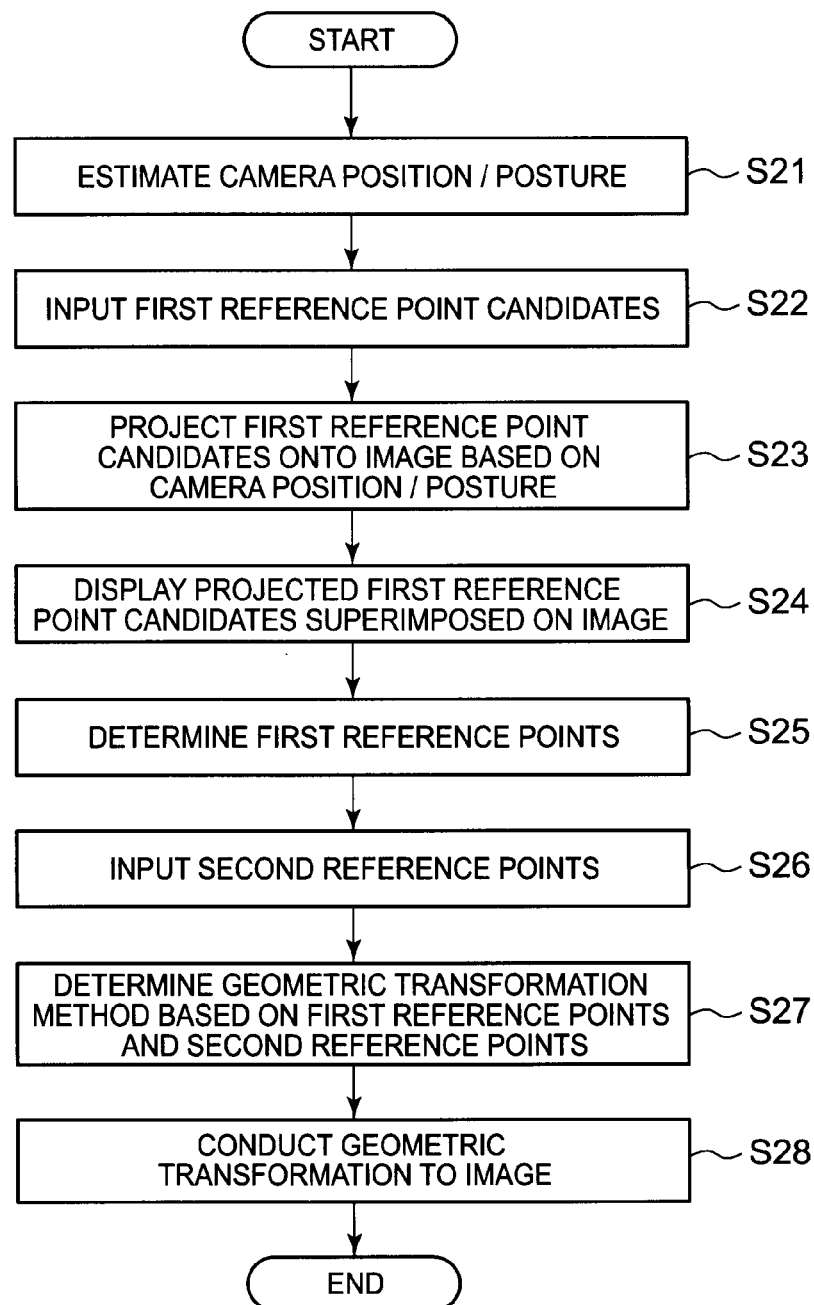 START
ESTIMATE CAMERA POSITION / POSTURE
S21
INPUT FIRST REFERENCE POINT CANDIDATES
S22
PROJECT FIRST REFERENCE POINT
CANDIDATES ONTO IMAGE BASED ON
CAMERA POSITION / POSTURE
S23
DISPLAY PROJECTED FIRST REFERENCE
POINT CANDIDATES SUPERIMPOSED ON IMAGE
S24
DETERMINE FIRST REFERENCE POINTS
S25
INPUT SECOND REFERENCE POINTS
S26
DETERMINE GEOMETRIC TRANSFORMATION
METHOD BASED ON FIRST REFERENCE POINTS
AND SECOND REFERENCE POINTS
S27
CONDUCT GEOMETRIC
TRANSFORMATION TO IMAGE
S28
END